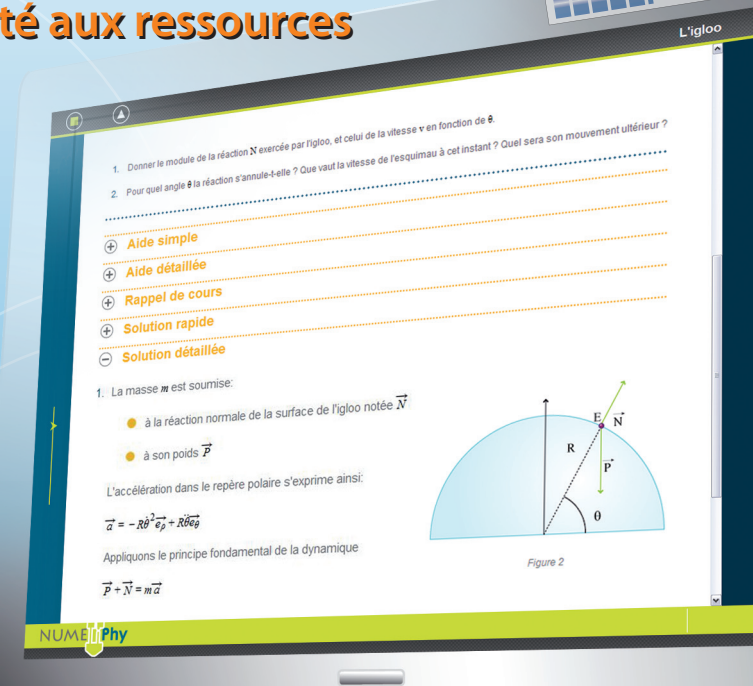 té aux ressources
L'igloo
1. Donner le module de la réaction N exercée par l'igloo, et celui de la vitesse v en fonction de θ.
2. Pour quel angle θ la réaction s'annule-t-elle ? Que vaut la vitesse de l'esquimau à cet instant ? Quel sera son mouvement ultérieur ?
Aide simple
Aide détaillée
Rappel de cours
Solution rapide
Solution détaillée
1. La masse m est soumise:
à la réaction normale de la surface de l'igloo notée N⃗
à son poids P⃗
L'accélération dans le repère polaire s'exprime ainsi:
a⃗ = −Rθ̇²e⃗ρ + Rθ̈e⃗θ
Appliquons le principe fondamental de la dynamique
P⃗ + N⃗ = ma⃗
E
N⃗
R
P⃗
θ
Figure 2
NUME Phy